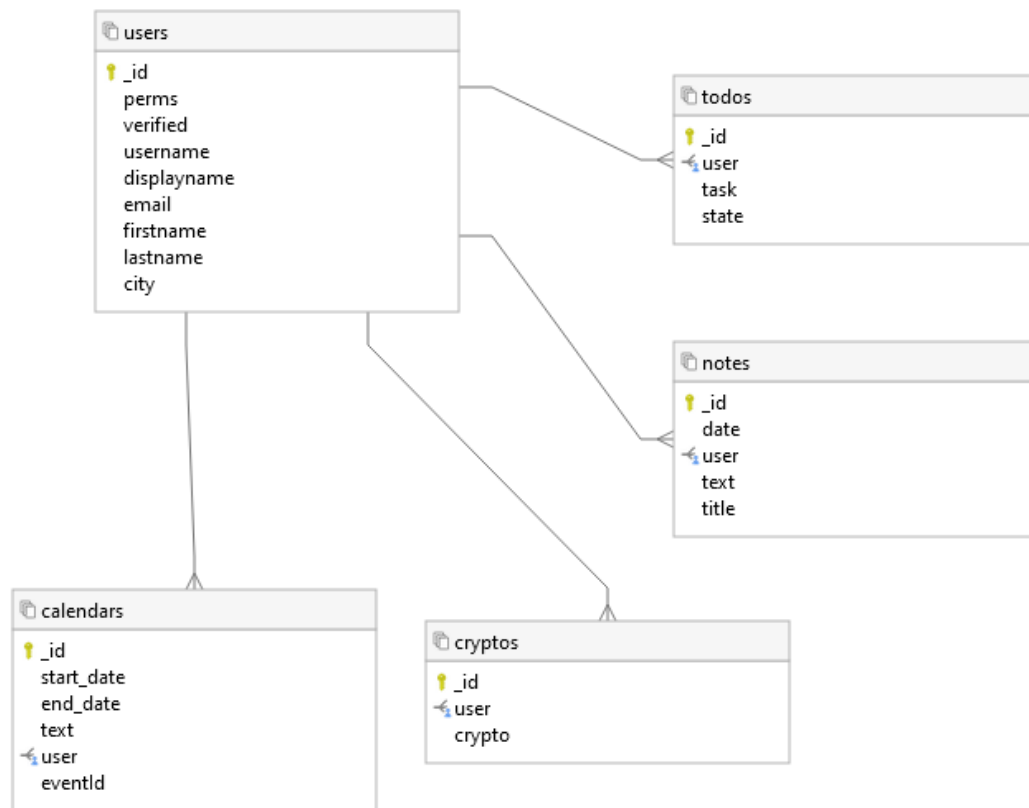 users
_id
perms
verified
username
displayname
email
firstname
lastname
city
todos
_id
user
task
state
notes
_id
date
user
text
title
calendars
_id
start_date
end_date
text
user
eventId
cryptos
_id
user
crypto